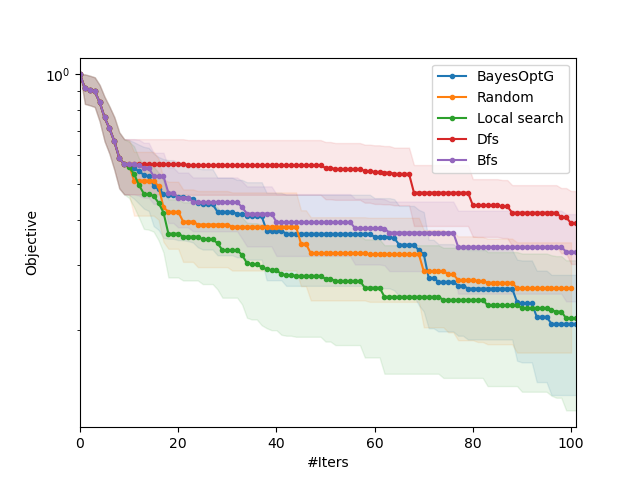 10⁰
Objective
BayesOptG
Random
Local search
Dfs
Bfs
0 20 40 60 80 100
#Iters